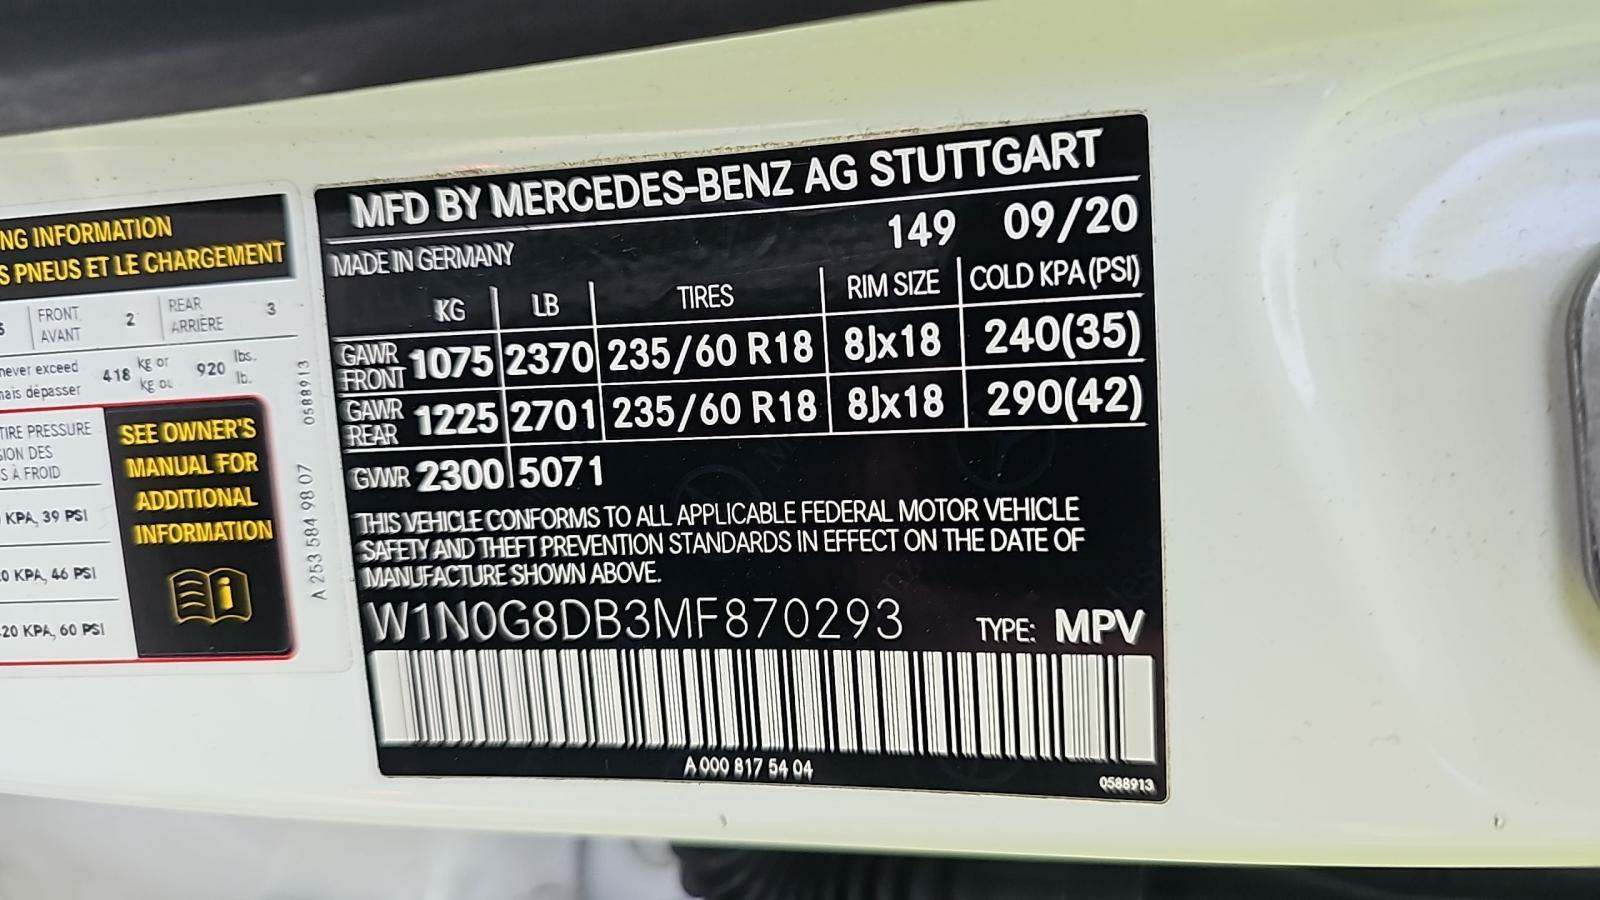 NG INFORMATION
S PNEUS ET LE CHARGEMENT
FRONT 2 REAR 3
AVANT ARRIÈRE
never exceed 418 kg or 920 lbs.
mais dépasser kg ou lb.
TIRE PRESSURE
SION DES
S À FROID
KPA, 39 PSI
0 KPA, 46 PSI
20 KPA, 60 PSI
SEE OWNER'S
MANUAL FOR
ADDITIONAL
INFORMATION
0588913
A 253 584 98 07
MFD BY MERCEDES-BENZ AG STUTTGART
MADE IN GERMANY 149 09/20
KG LB TIRES RIM SIZE COLD KPA (PSI)
GAWR FRONT 1075 2370 235/60 R18 8Jx18 240(35)
GAWR REAR 1225 2701 235/60 R18 8Jx18 290(42)
GVWR 2300 5071
THIS VEHICLE CONFORMS TO ALL APPLICABLE FEDERAL MOTOR VEHICLE
SAFETY AND THEFT PREVENTION STANDARDS IN EFFECT ON THE DATE OF
MANUFACTURE SHOWN ABOVE.
W1N0G8DB3MF870293 TYPE: MPV
A 000 817 54 04
0588913